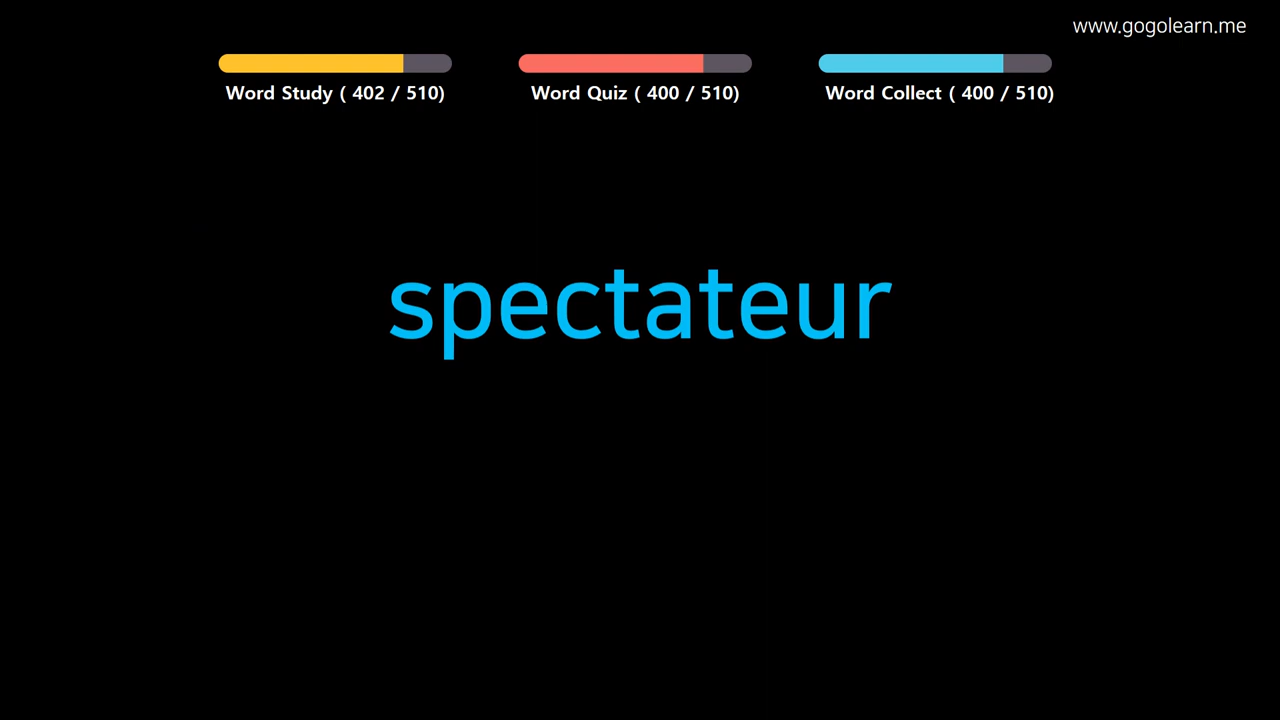 www.gogolearn.me
Word Study ( 402 / 510)
Word Quiz ( 400 / 510)
Word Collect ( 400 / 510)
spectateur